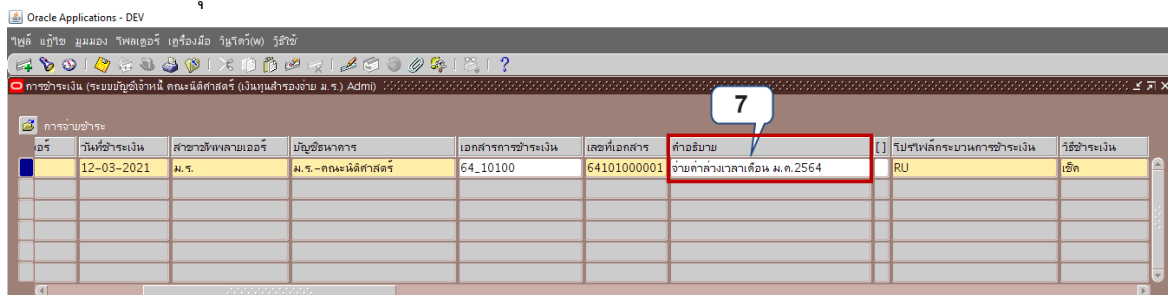 Oracle Applications - DEV
ไฟล์ แก้ไข มุมมอง โฟลเดอร์ เครื่องมือ วินโดว์(W) วิธีใช้
การชำระเงิน (ระบบบัญชีเจ้าหนี้ คณะนิติศาสตร์ (เงินทุนสำรองจ่าย ม.ร.) Admi)
7
การจ่ายชำระ
อร์ วันที่ชำระเงิน สาขาซัพพลายเออร์ บัญชีธนาคาร เอกสารการชำระเงิน เลขที่เอกสาร คำอธิบาย [ ] โปรไฟล์กระบวนการชำระเงิน วิธีชำระเงิน
12-03-2021 ม.ร. ม.ร.-คณะนิติศาสตร์ 64_10100 64101000001 จ่ายค่าล่วงเวลาเดือน ม.ค.2564 RU เช็ค